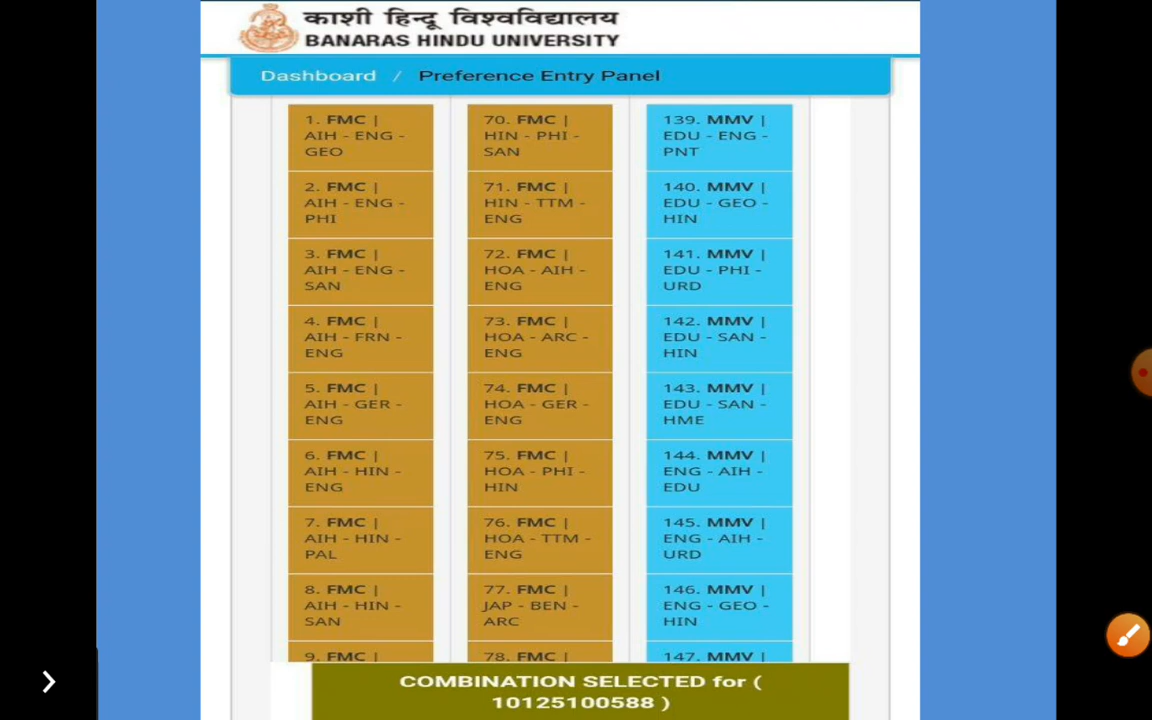 काशी हिन्दू विश्वविद्यालय
BANARAS HINDU UNIVERSITY
Dashboard / Preference Entry Panel
1. FMC |
AIH - ENG -
GEO
2. FMC |
AIH - ENG -
PHI
3. FMC |
AIH - ENG -
SAN
4. FMC |
AIH - FRN -
ENG
5. FMC |
AIH - GER -
ENG
6. FMC |
AIH - HIN -
ENG
7. FMC |
AIH - HIN -
PAL
8. FMC |
AIH - HIN -
SAN
9. FMC |
70. FMC |
HIN - PHI -
SAN
71. FMC |
HIN - TTM -
ENG
72. FMC |
HOA - AIH -
ENG
73. FMC |
HOA - ARC -
ENG
74. FMC |
HOA - GER -
ENG
75. FMC |
HOA - PHI -
HIN
76. FMC |
HOA - TTM -
ENG
77. FMC |
JAP - BEN -
ARC
78. FMC |
139. MMV |
EDU - ENG -
PNT
140. MMV |
EDU - GEO -
HIN
141. MMV |
EDU - PHI -
URD
142. MMV |
EDU - SAN -
HIN
143. MMV |
EDU - SAN -
HME
144. MMV |
ENG - AIH -
EDU
145. MMV |
ENG - AIH -
URD
146. MMV |
ENG - GEO -
HIN
147. MMV |
COMBINATION SELECTED for (
10125100588 )